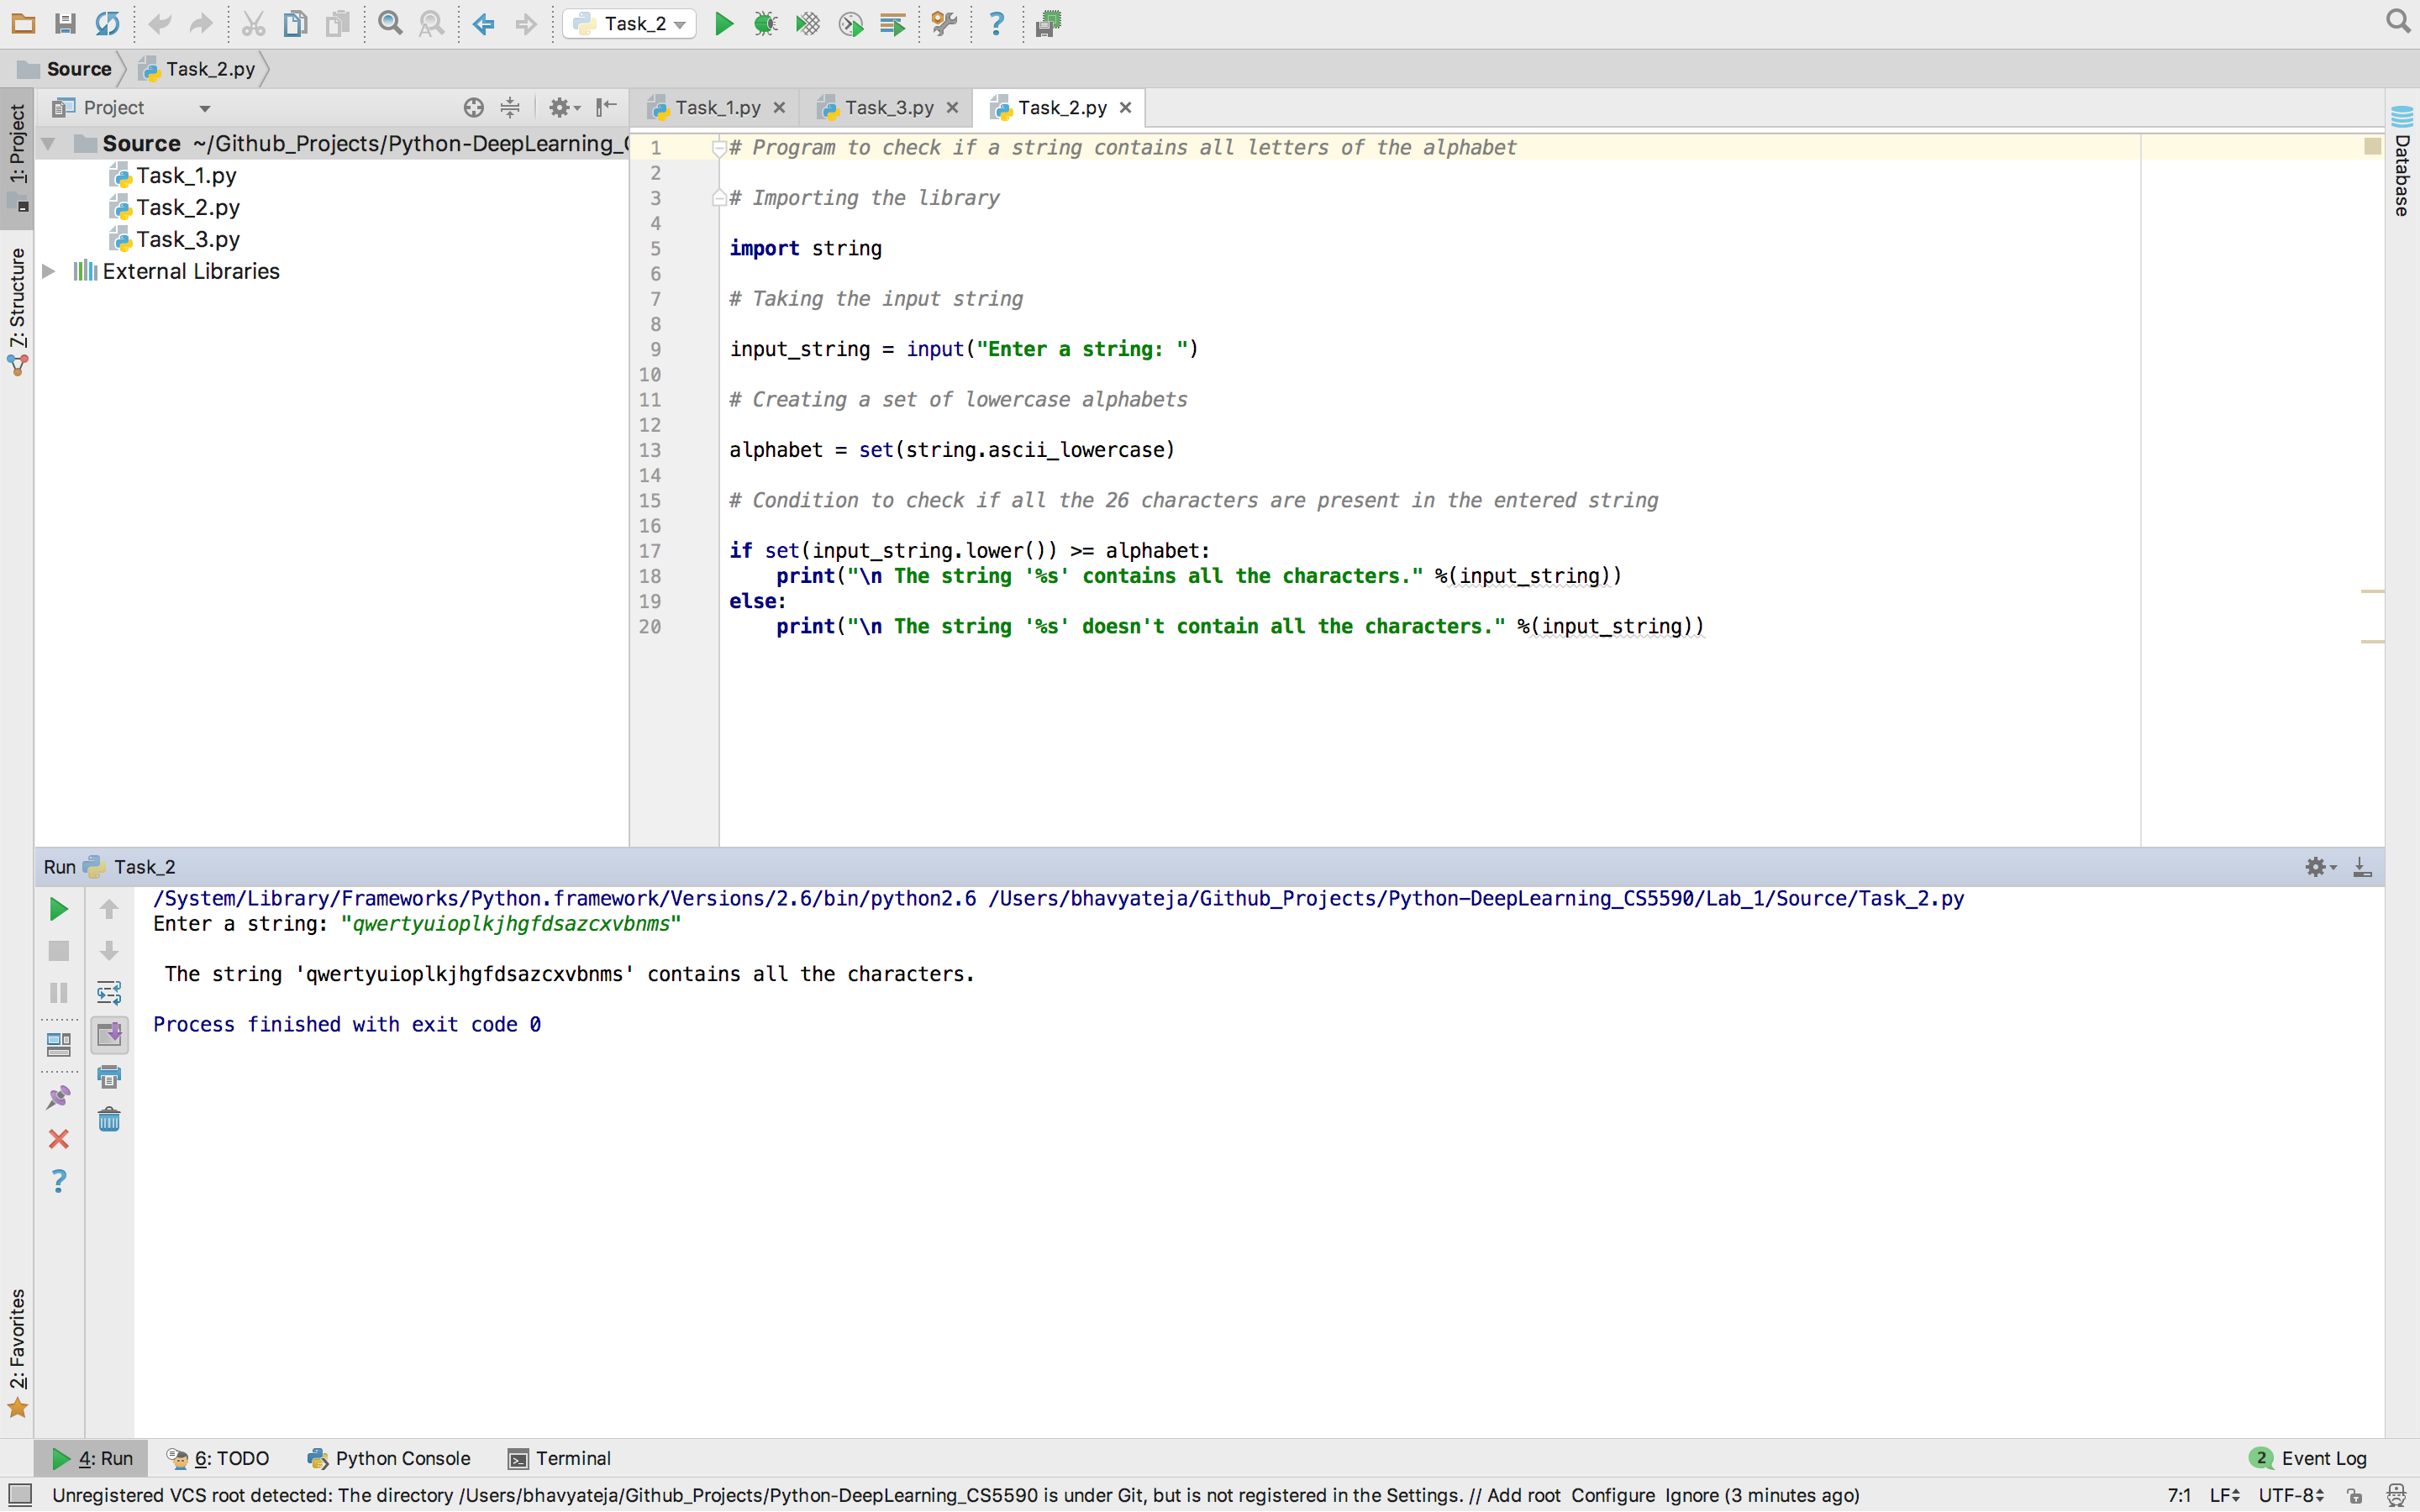 Task_2
Source
Task_2.py
1: Project
Project
Task_1.py
Task_3.py
Task_2.py
Source ~/Github_Projects/Python-DeepLearning_
Task_1.py
Task_2.py
Task_3.py
External Libraries
7: Structure
Database
1 # Program to check if a string contains all letters of the alphabet
2
3 # Importing the library
4
5 import string
6
7 # Taking the input string
8
9 input_string = input("Enter a string: ")
10
11 # Creating a set of lowercase alphabets
12
13 alphabet = set(string.ascii_lowercase)
14
15 # Condition to check if all the 26 characters are present in the entered string
16
17 if set(input_string.lower()) >= alphabet:
18 print("\n The string '%s' contains all the characters." %(input_string))
19 else:
20 print("\n The string '%s' doesn't contain all the characters." %(input_string))
Run Task_2
/System/Library/Frameworks/Python.framework/Versions/2.6/bin/python2.6 /Users/bhavyateja/Github_Projects/Python-DeepLearning_CS5590/Lab_1/Source/Task_2.py
Enter a string: "qwertyuioplkjhgfdsazcxvbnms"
The string 'qwertyuioplkjhgfdsazcxvbnms' contains all the characters.
Process finished with exit code 0
2: Favorites
4: Run
6: TODO
Python Console
Terminal
2 Event Log
Unregistered VCS root detected: The directory /Users/bhavyateja/Github_Projects/Python-DeepLearning_CS5590 is under Git, but is not registered in the Settings. // Add root Configure Ignore (3 minutes ago)
7:1 LF UTF-8